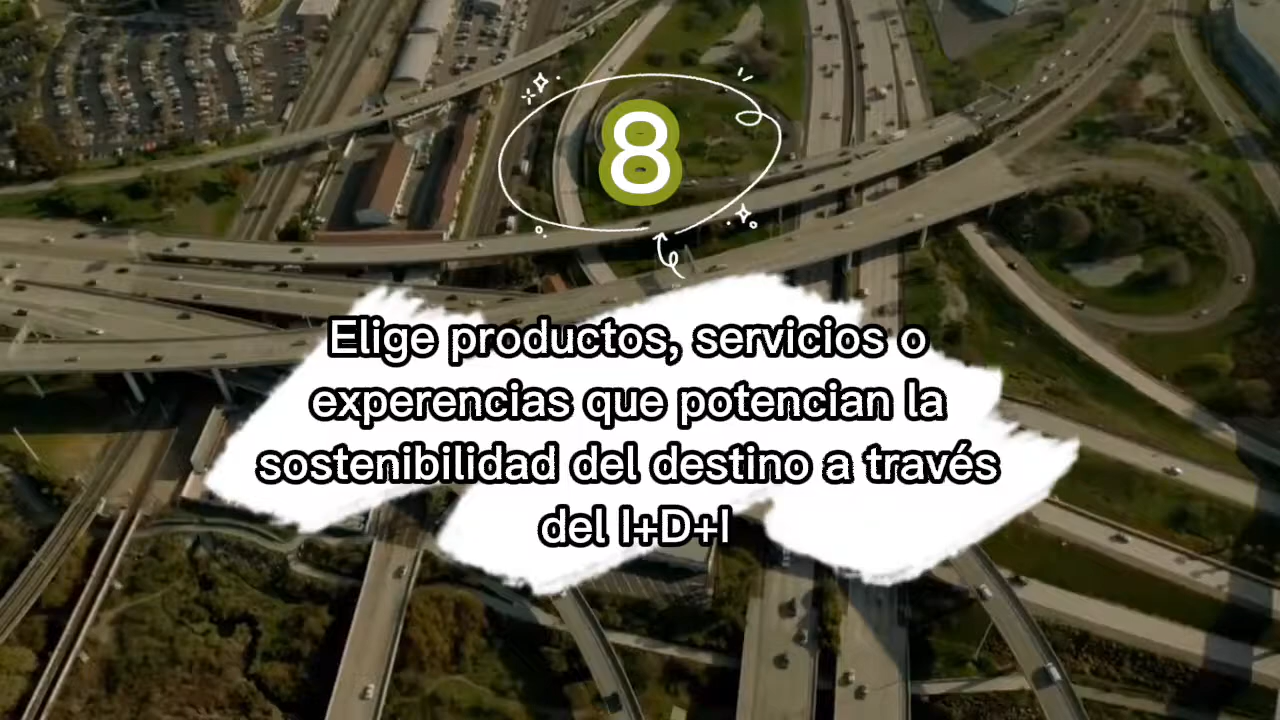 8
Elige productos, servicios o
experencias que potencian la
sostenibilidad del destino a través
del I+D+I